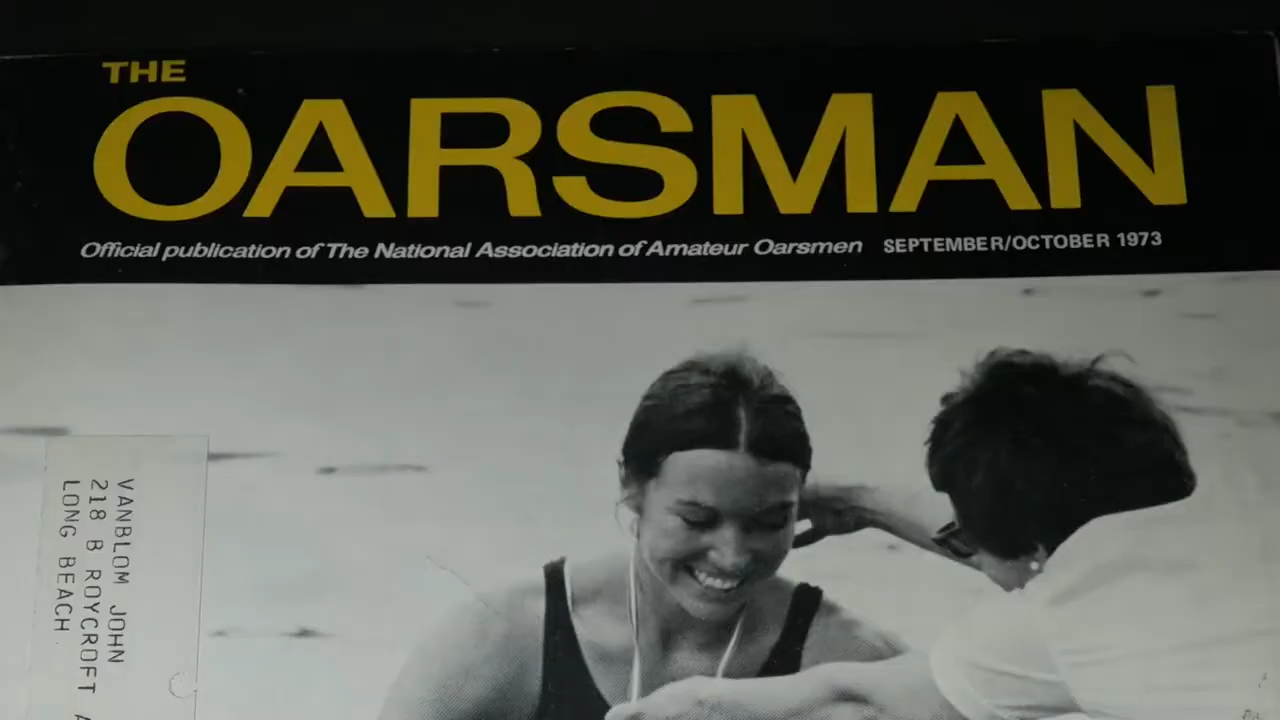 THE
OARSMAN
Official publication of The National Association of Amateur Oarsmen SEPTEMBER/OCTOBER 1973
VANBLOM JOHN
218 B ROYCROFT
LONG BEACH